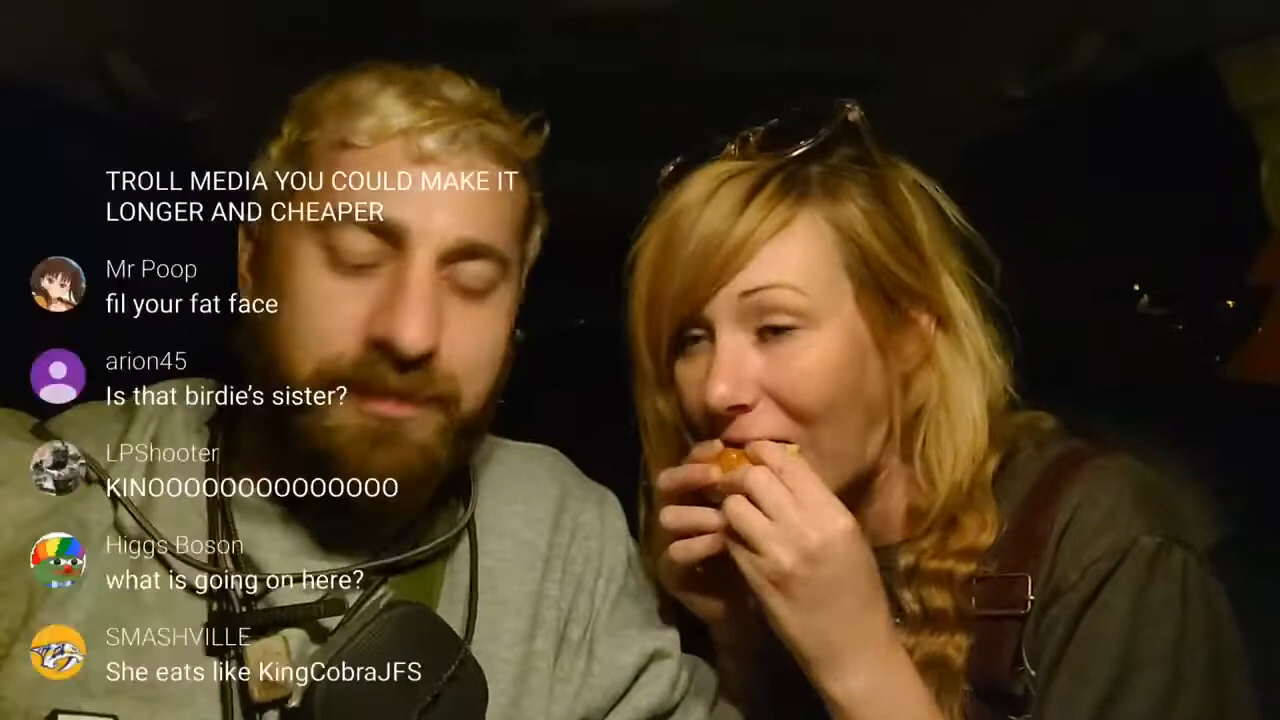 TROLL MEDIA YOU COULD MAKE IT
LONGER AND CHEAPER
Mr Poop
fil your fat face
arion45
Is that birdie’s sister?
LPShooter
KINOOOOOOOOOOOOOO
Higgs Boson
what is going on here?
SMASHVILLE
She eats like KingCobraJFS